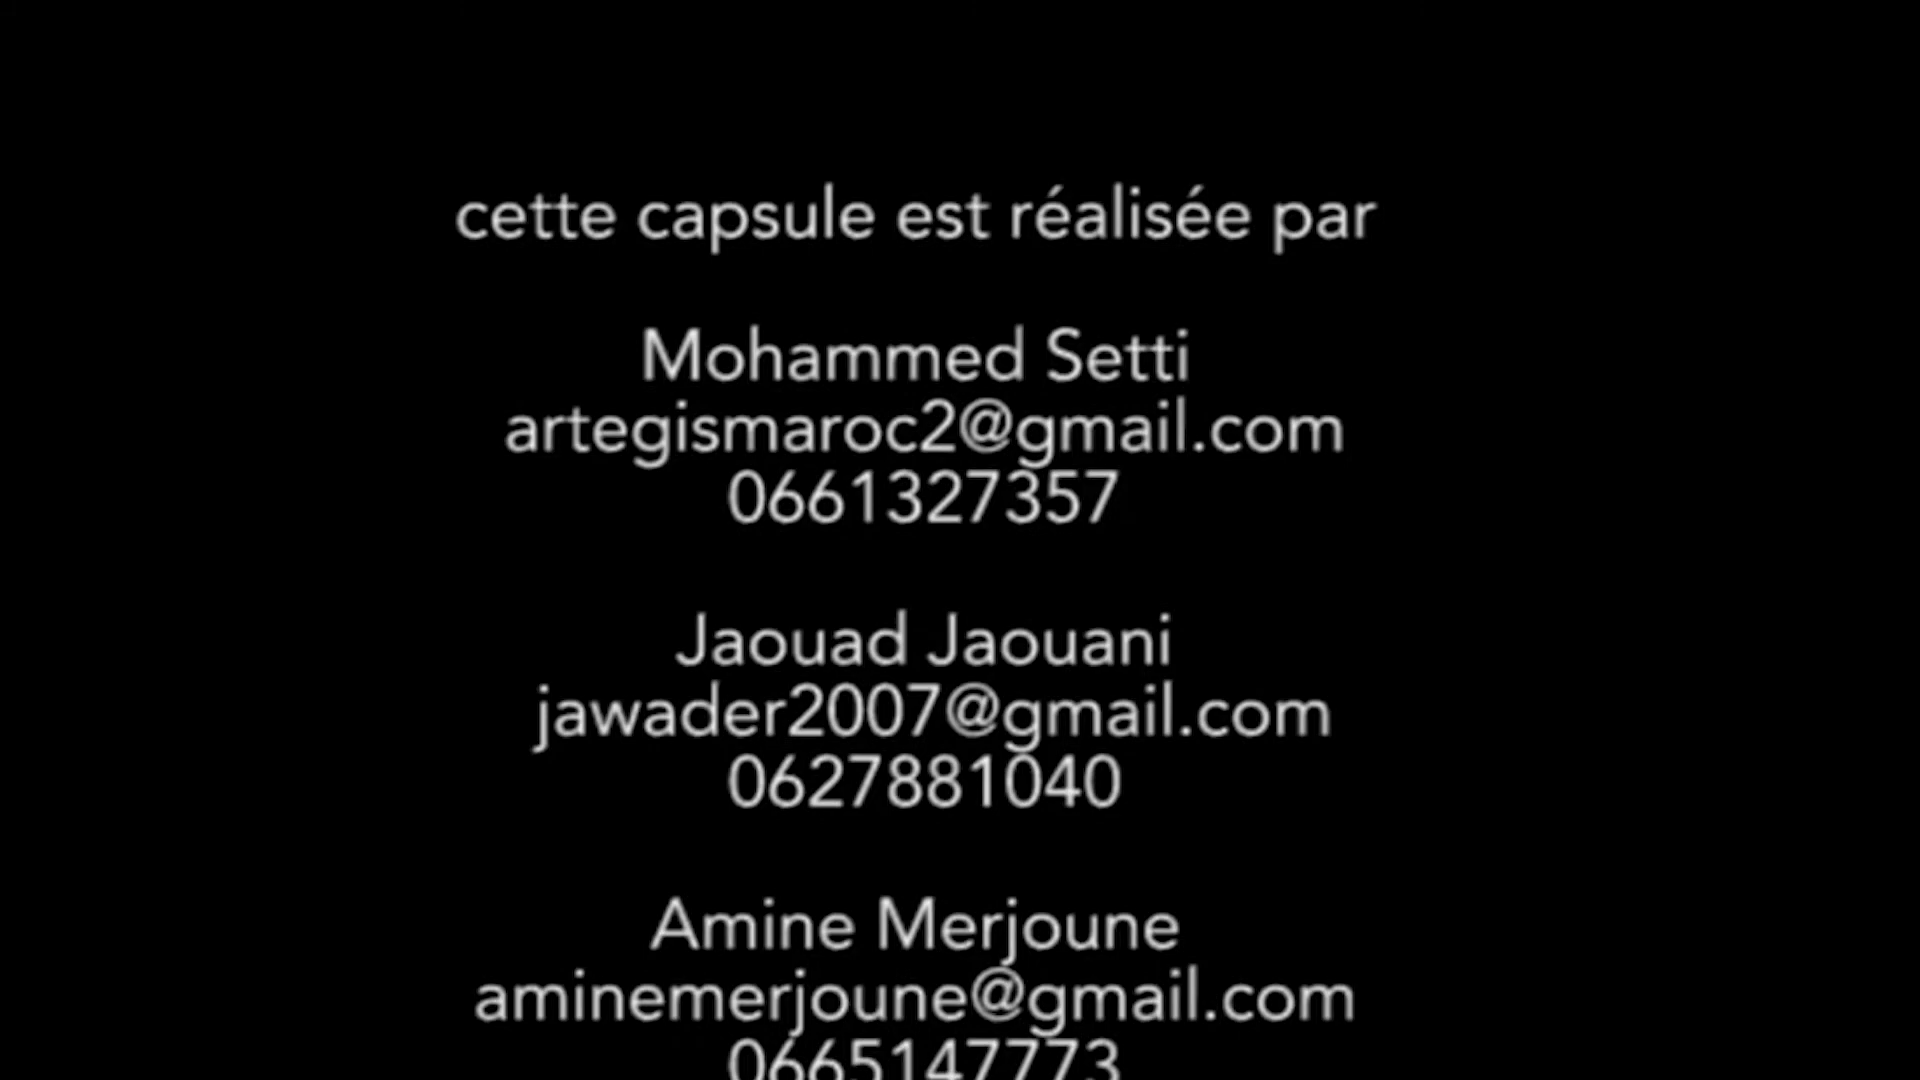 cette capsule est réalisée par
Mohammed Setti
artegismaroc2@gmail.com
0661327357
Jaouad Jaouani
jawader2007@gmail.com
0627881040
Amine Merjoune
aminemerjoune@gmail.com
0665147773